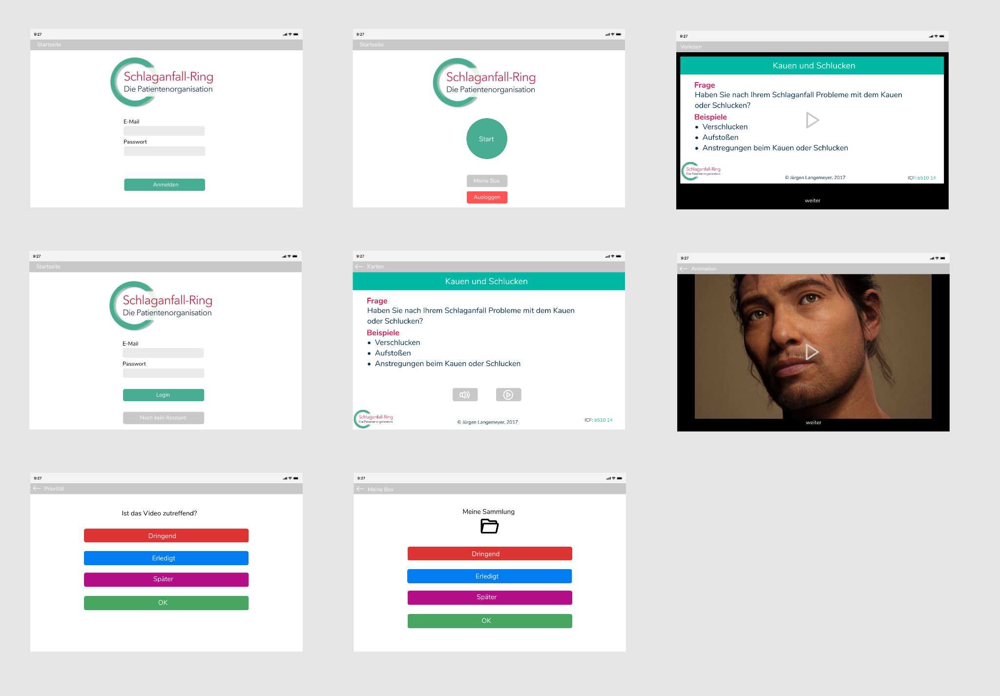 9:27
Startseite
Schlaganfall-Ring
Die Patientenorganisation
E-Mail
Passwort
Anmelden
9:27
Startseite
Schlaganfall-Ring
Die Patientenorganisation
Start
Meine Box
Ausloggen
9:27
Vorlesen
Kauen und Schlucken
Frage
Haben Sie nach Ihrem Schlaganfall Probleme mit dem Kauen
oder Schlucken?
Beispiele
• Verschlucken
• Aufstoßen
• Anstregungen beim Kauen oder Schlucken
Schlaganfall-Ring
Die Patientenorganisation
© Jürgen Langemeyer, 2017
ICF: b510 14
weiter
9:27
Startseite
Schlaganfall-Ring
Die Patientenorganisation
E-Mail
Passwort
Login
Noch kein Account
9:27
Karten
Kauen und Schlucken
Frage
Haben Sie nach Ihrem Schlaganfall Probleme mit dem Kauen
oder Schlucken?
Beispiele
• Verschlucken
• Aufstoßen
• Anstregungen beim Kauen oder Schlucken
Schlaganfall-Ring
Die Patientenorganisation
© Jürgen Langemeyer, 2017
ICF: b510 14
9:27
Animation
weiter
9:27
Priorität
Ist das Video zutreffend?
Dringend
Erledigt
Später
OK
9:27
Meine Box
Meine Sammlung
Dringend
Erledigt
Später
OK